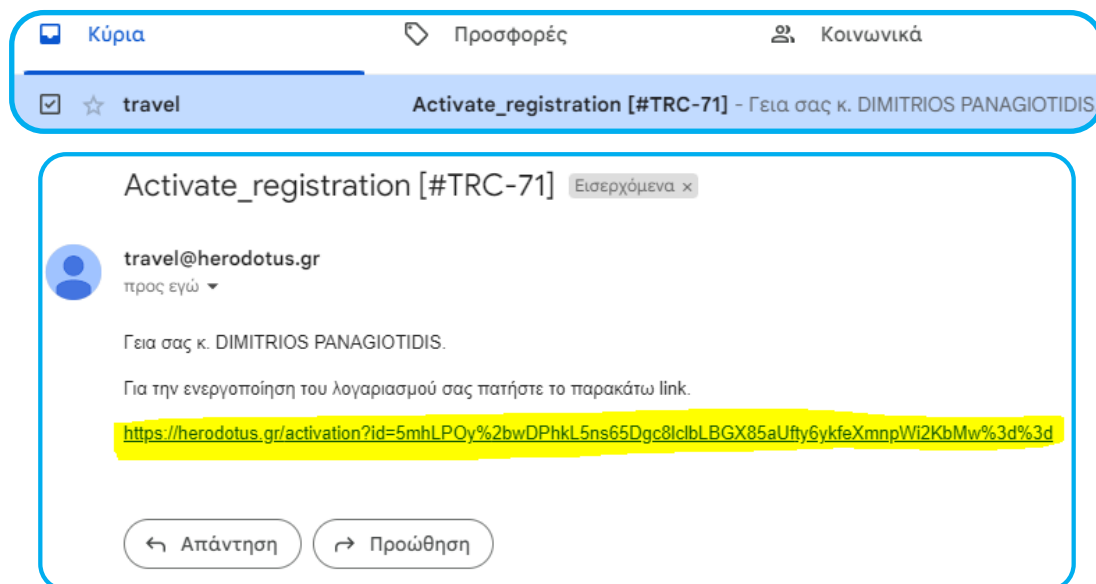 Κύρια Προσφορές Κοινωνικά
travel Activate_registration [#TRC-71] - Γεια σας κ. DIMITRIOS PANAGIOTIDIS
Activate_registration [#TRC-71] Εισερχόμενα x
travel@herodotus.gr
προς εγώ
Γεια σας κ. DIMITRIOS PANAGIOTIDIS.
Για την ενεργοποίηση του λογαριασμού σας πατήστε το παρακάτω link.
https://herodotus.gr/activation?id=5mhLPOy%2bwDPhkL5ns65Dgc8IclbLBGX85aUfty6ykfeXmnpWi2KbMw%3d%3d
Απάντηση Προώθηση